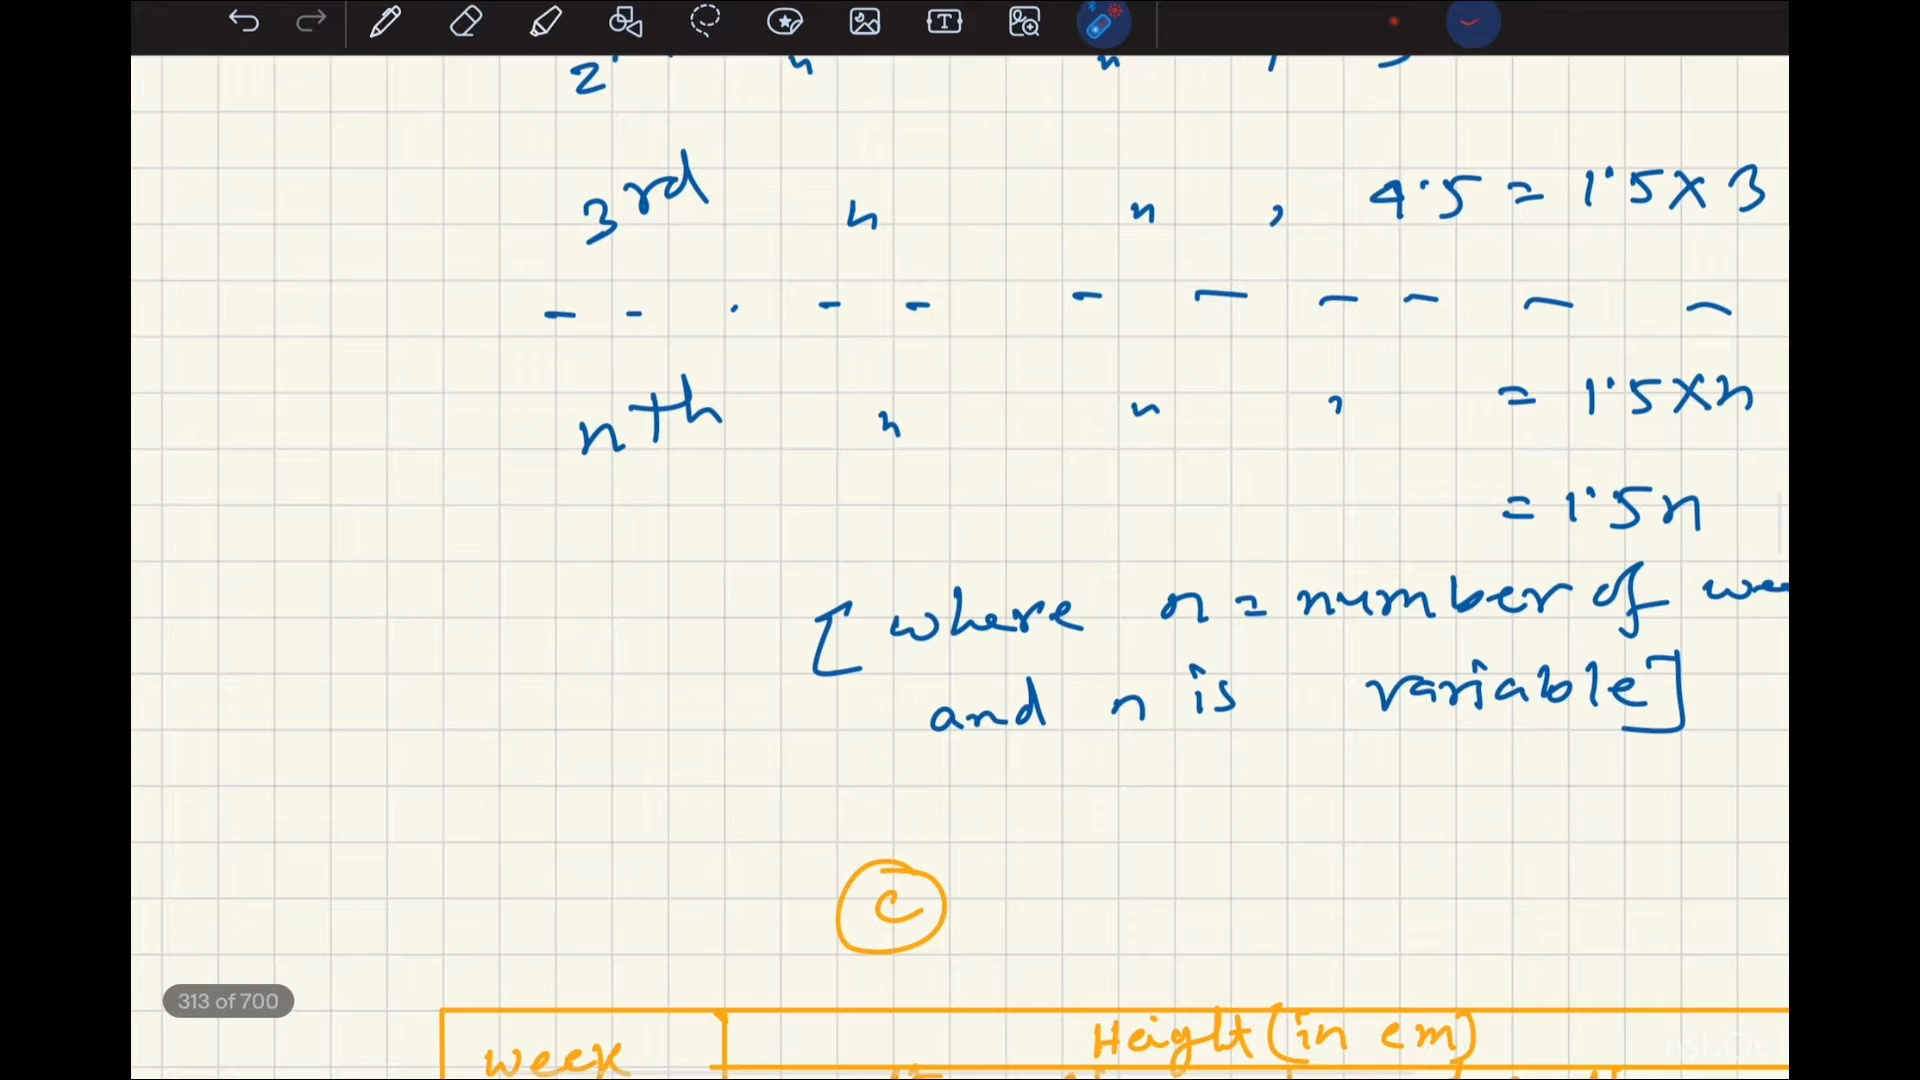 3rd " " , 4.5 = 1.5 × 3
- - . - - - - - - - -
nth " " , = 1.5 × n
= 1.5 n
[where n = number of
and n is variable]
c
313 of 700
Height (in cm)
week